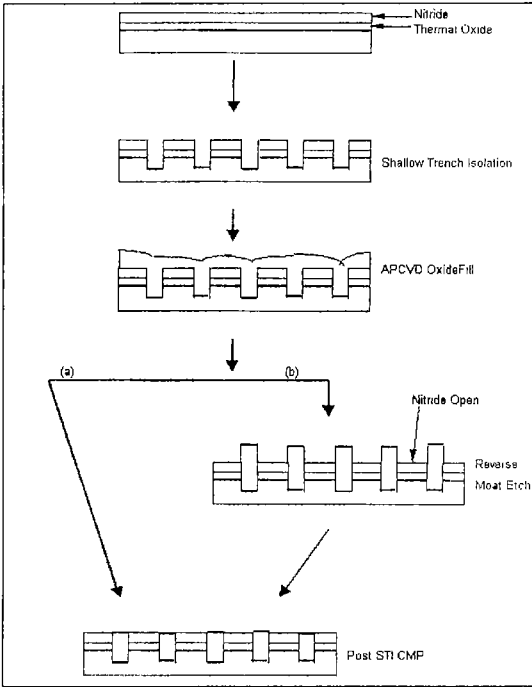 Nitride
Thermal Oxide
Shallow Trench Isolation
APCVD OxideFill
(a)
(b)
Nitride Open
Reverse
Moat Etch
Post STI CMP